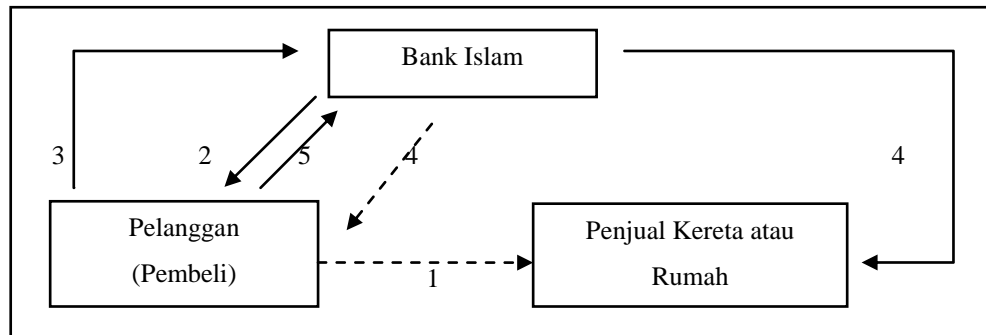 Bank Islam
3
2
5
4
4
Pelanggan
(Pembeli)
Penjual Kereta atau
Rumah
1